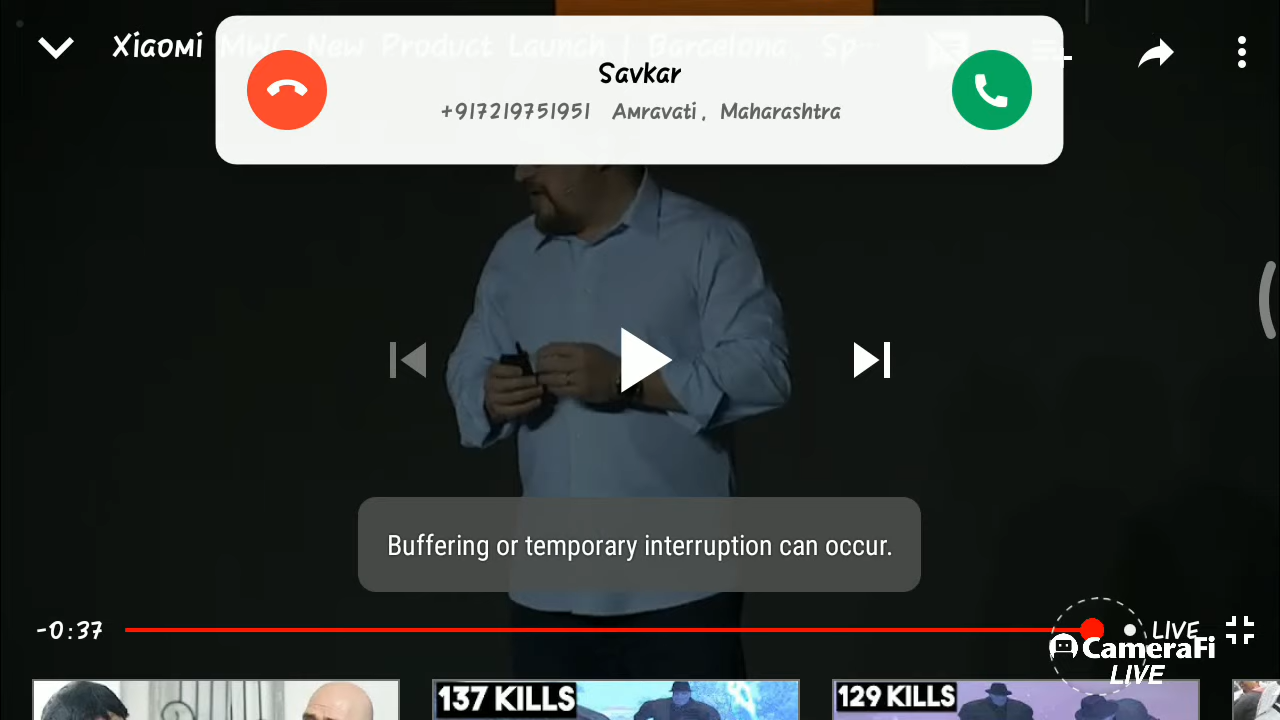 Xiaomi MWC New Product Launch | Barcelona, Sp...
Savkar
+917219751951 Amravati, Maharashtra
Buffering or temporary interruption can occur.
-0:37
LIVE
CameraFi
LIVE
137 KILLS
129 KILLS